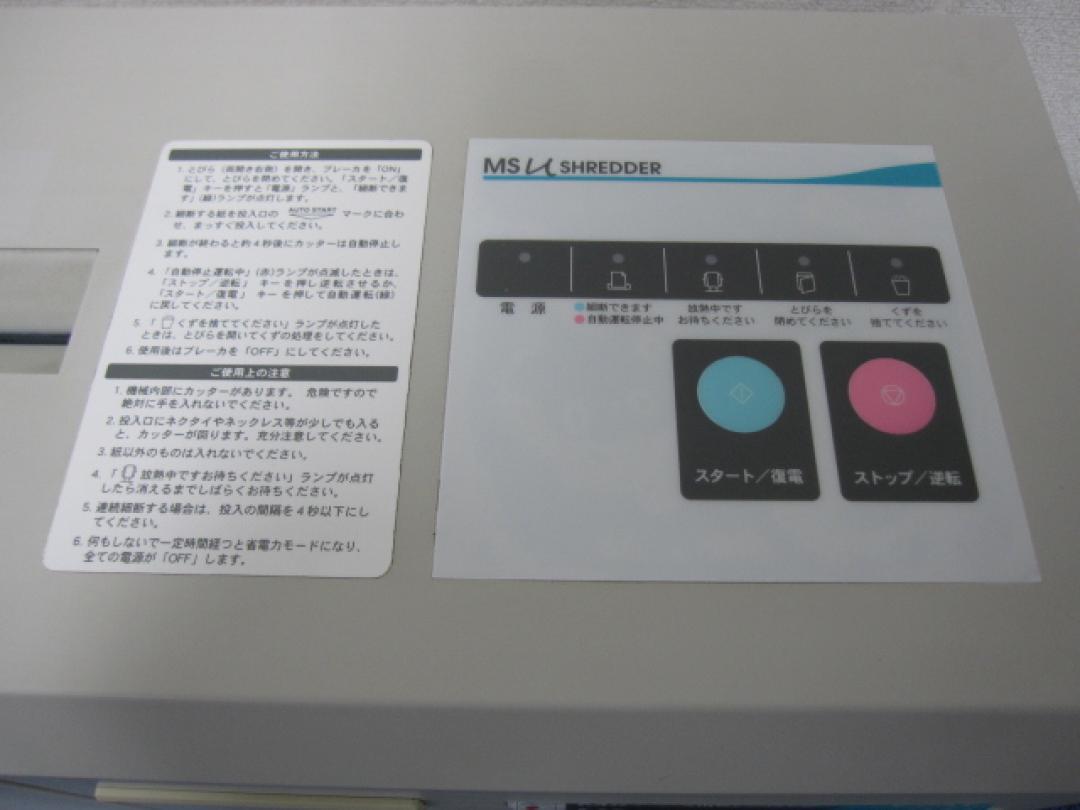 ご使用方法
1. とびら (両開き右側) を開き、ブレーカを「ON」
にして、とびらを閉めてください。「スタート／復
電」キーを押すと「電源」ランプと、「細断できま
す」(緑)ランプが点灯します。
2. 細断する紙を投入口の AUTO START マークに合わ
せ、まっすぐ投入してください。
3. 細断が終わると約4秒後にカッターは自動停止し
ます。
4. 「自動停止運転中」(赤)ランプが点滅したときは、
「ストップ／逆転」 キーを押し逆転させるか、
「スタート／復電」 キーを押して自動運転(緑)
に戻してください。
5. 「 くずを捨ててください」ランプが点灯した
ときは、とびらを開いてくずの処理をしてください。
6. 使用後はブレーカを「OFF」にしてください。
ご使用上の注意
1. 機械内部にカッターがあります。 危険ですので
絶対に手を入れないでください。
2. 投入口にネクタイやネックレス等が少しでも入る
と、カッターが回ります。充分注意してください。
3. 紙以外のものは入れないでください。
4. 「 放熱中ですお待ちください」ランプが点灯
したら消えるまでしばらくお待ちください。
5. 連続細断する場合は、投入の間隔を4秒以下にし
てください。
6. 何もしないで一定時間経つと省電力モードになり、
全ての電源が「OFF」します。
MS u SHREDDER
電 源
細断できます
自動運転停止中
放熱中です
お待ちください
とびらを
閉めてください
くずを
捨ててください
スタート／復電
ストップ／逆転